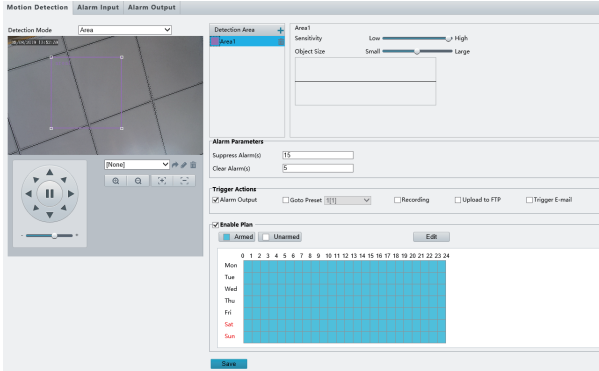 Motion Detection Alarm Input Alarm Output
Detection Mode Area
Detection Area +
Area1
Area1
Sensitivity Low High
Object Size Small Large
Alarm Parameters
Suppress Alarm(s) 15
Clear Alarm(s) 5
[None]
Trigger Actions
Alarm Output Goto Preset 1[1] Recording Upload to FTP Trigger E-mail
Enable Plan
Armed Unarmed Edit
- +
0 1 2 3 4 5 6 7 8 9 10 11 12 13 14 15 16 17 18 19 20 21 22 23 24
Mon
Tue
Wed
Thu
Fri
Sat
Sun
Save